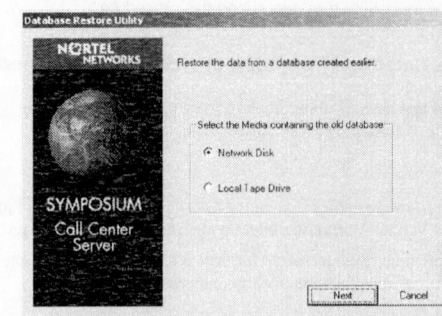 Database Restore Utility
NORTEL
NETWORKS
SYMPOSIUM
Call Center
Server
Restore the data from a database created earlier.
Select the Media containing the old database
Network Disk
Local Tape Drive
Next
Cancel